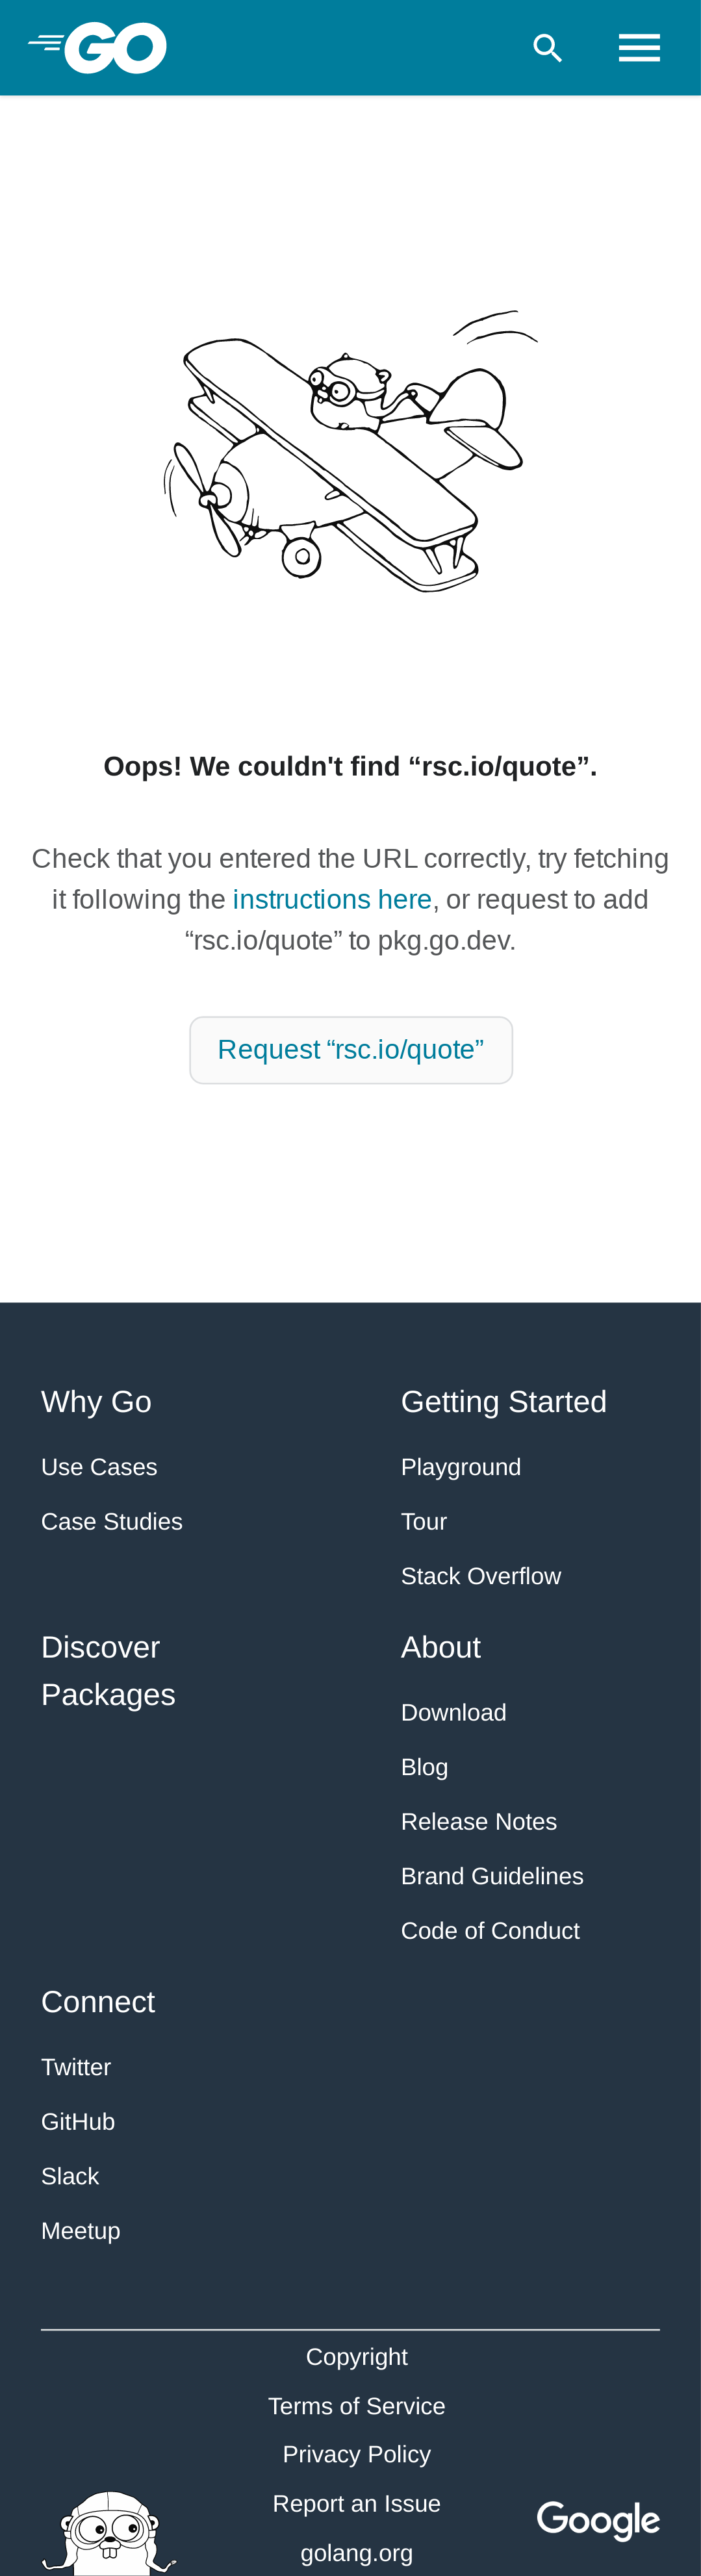 GO
Oops! We couldn't find “rsc.io/quote”.
Check that you entered the URL correctly, try fetching
it following the instructions here, or request to add
“rsc.io/quote” to pkg.go.dev.
Request “rsc.io/quote”
Why Go
Use Cases
Case Studies
Getting Started
Playground
Tour
Stack Overflow
Discover
Packages
About
Download
Blog
Release Notes
Brand Guidelines
Code of Conduct
Connect
Twitter
GitHub
Slack
Meetup
Copyright
Terms of Service
Privacy Policy
Report an Issue
golang.org
Google